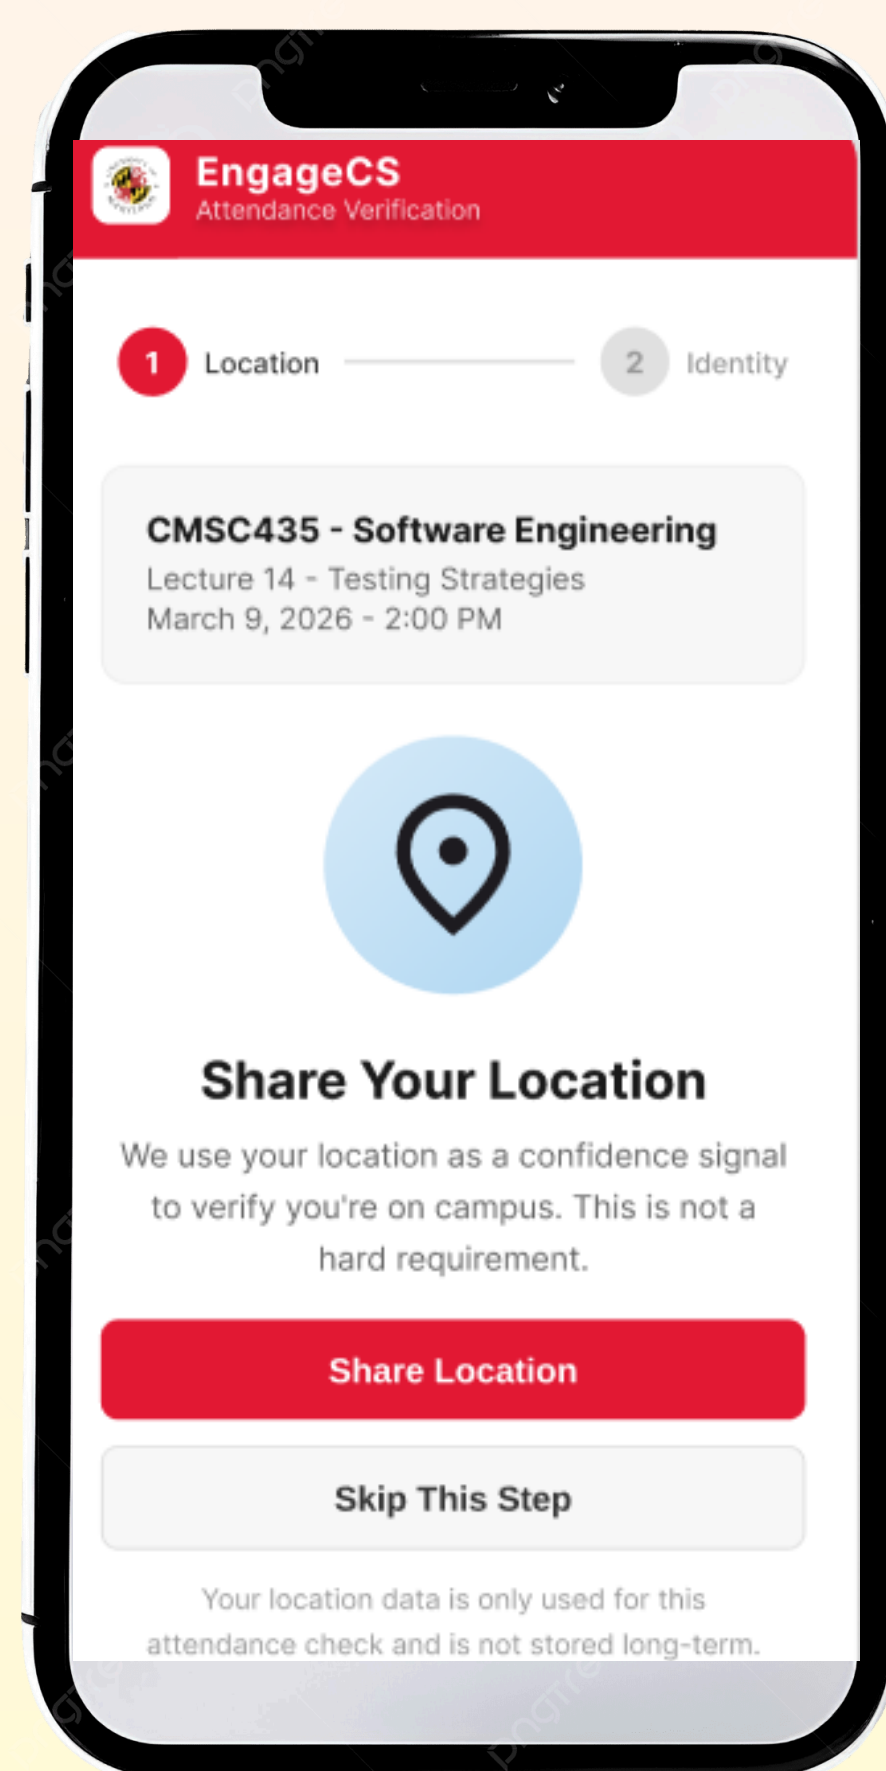 EngageCS
Attendance Verification
1 Location 2 Identity
CMSC435 - Software Engineering
Lecture 14 - Testing Strategies
March 9, 2026 - 2:00 PM
Share Your Location
We use your location as a confidence signal
to verify you're on campus. This is not a
hard requirement.
Share Location
Skip This Step
Your location data is only used for this
attendance check and is not stored long-term.